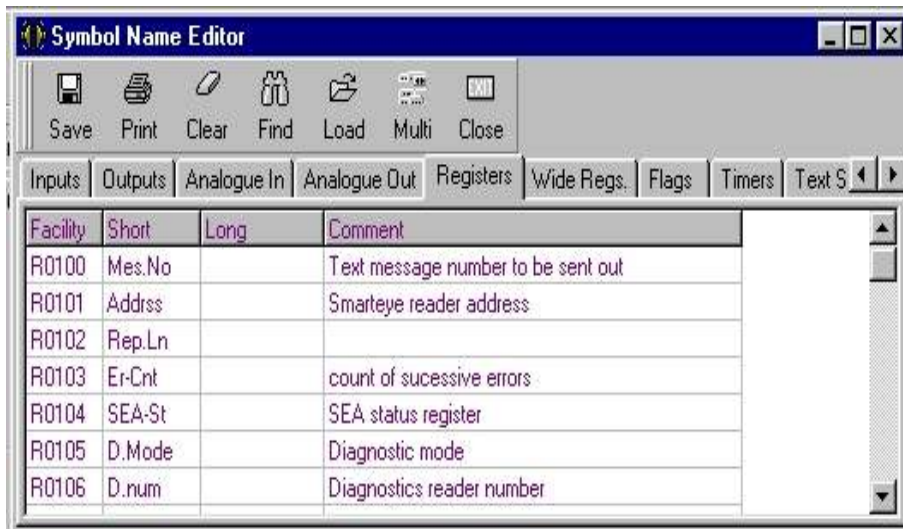 Symbol Name Editor
Save Print Clear Find Load Multi Close
Inputs Outputs Analogue In Analogue Out Registers Wide Regs. Flags Timers Text S
Facility Short Long Comment
R0100 Mes.No Text message number to be sent out
R0101 Addrss Smarteye reader address
R0102 Rep.Ln
R0103 Er-Cnt count of sucessive errors
R0104 SEA-St SEA status register
R0105 D.Mode Diagnostic mode
R0106 D.num Diagnostics reader number